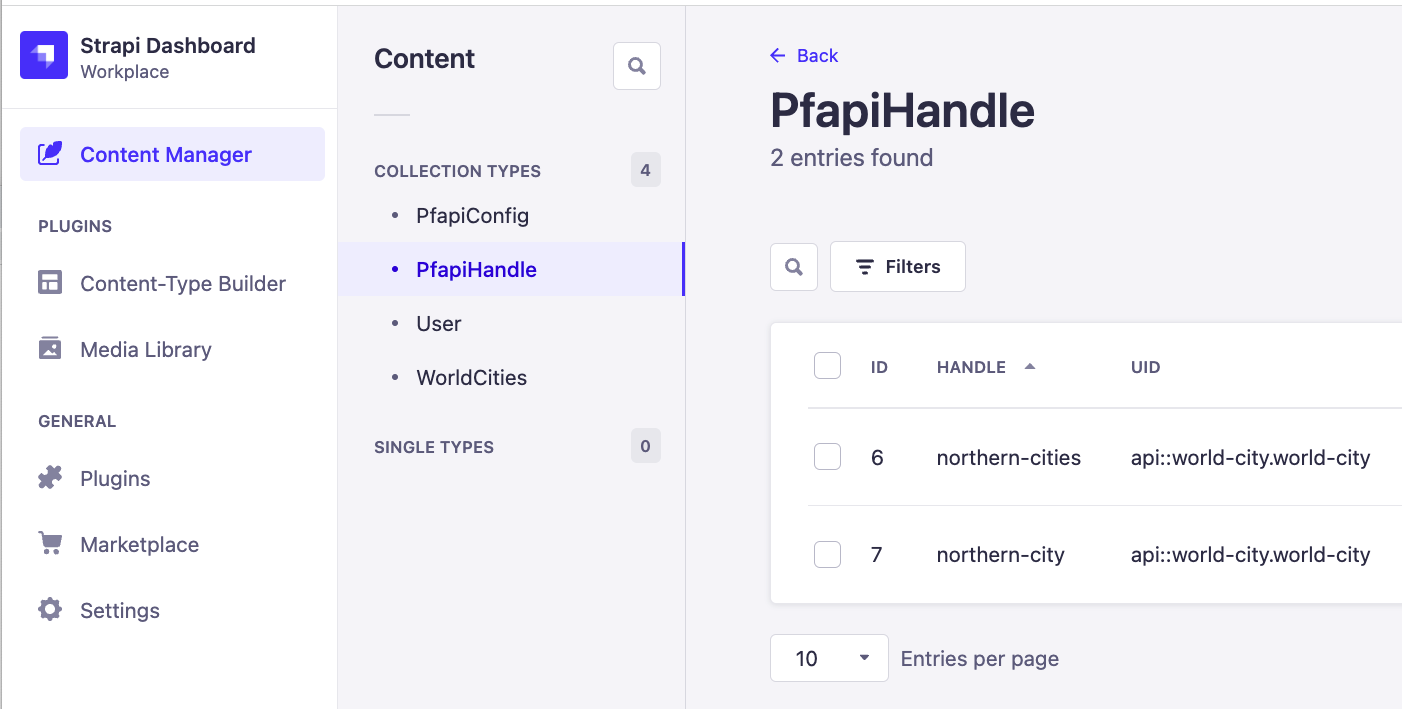 Strapi Dashboard
Workplace
Content Manager
PLUGINS
Content-Type Builder
Media Library
GENERAL
Plugins
Marketplace
Settings
Content
COLLECTION TYPES 4
PfapiConfig
PfapiHandle
User
WorldCities
SINGLE TYPES 0
Back
PfapiHandle
2 entries found
Filters
ID HANDLE UID
6 northern-cities api::world-city.world-city
7 northern-city api::world-city.world-city
10 Entries per page